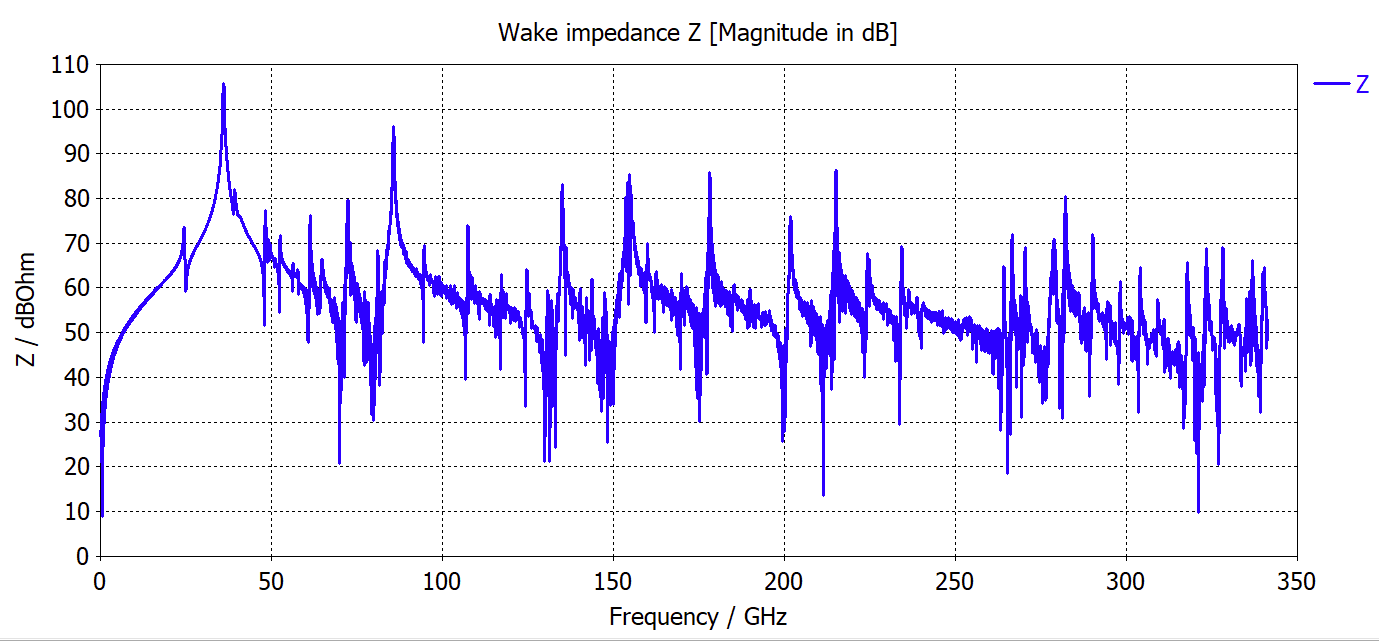 Wake impedance Z [Magnitude in dB]
Z
Z / dBOhm
110
100
90
80
70
60
50
40
30
20
10
0
0 50 100 150 200 250 300 350
Frequency / GHz